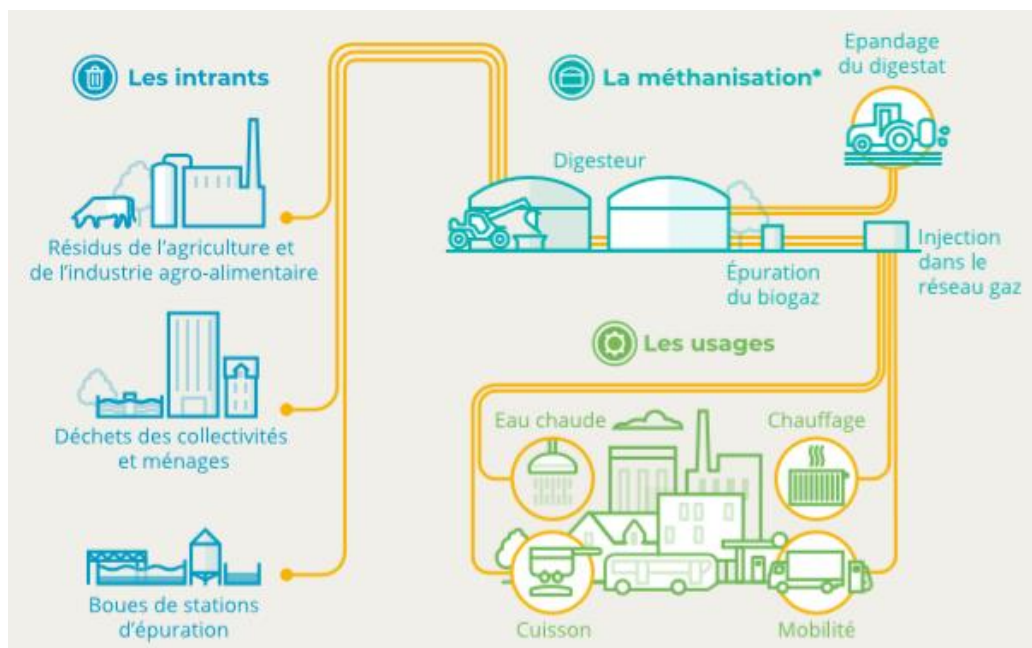 Les intrants
Résidus de l'agriculture et
de l'industrie agro-alimentaire
Déchets des collectivités
et ménages
Boues de stations
d'épuration
La méthanisation*
Digesteur
Epandage
du digestat
Épuration
du biogaz
Injection
dans le
réseau gaz
Les usages
Eau chaude
Chauffage
Cuisson
Mobilité